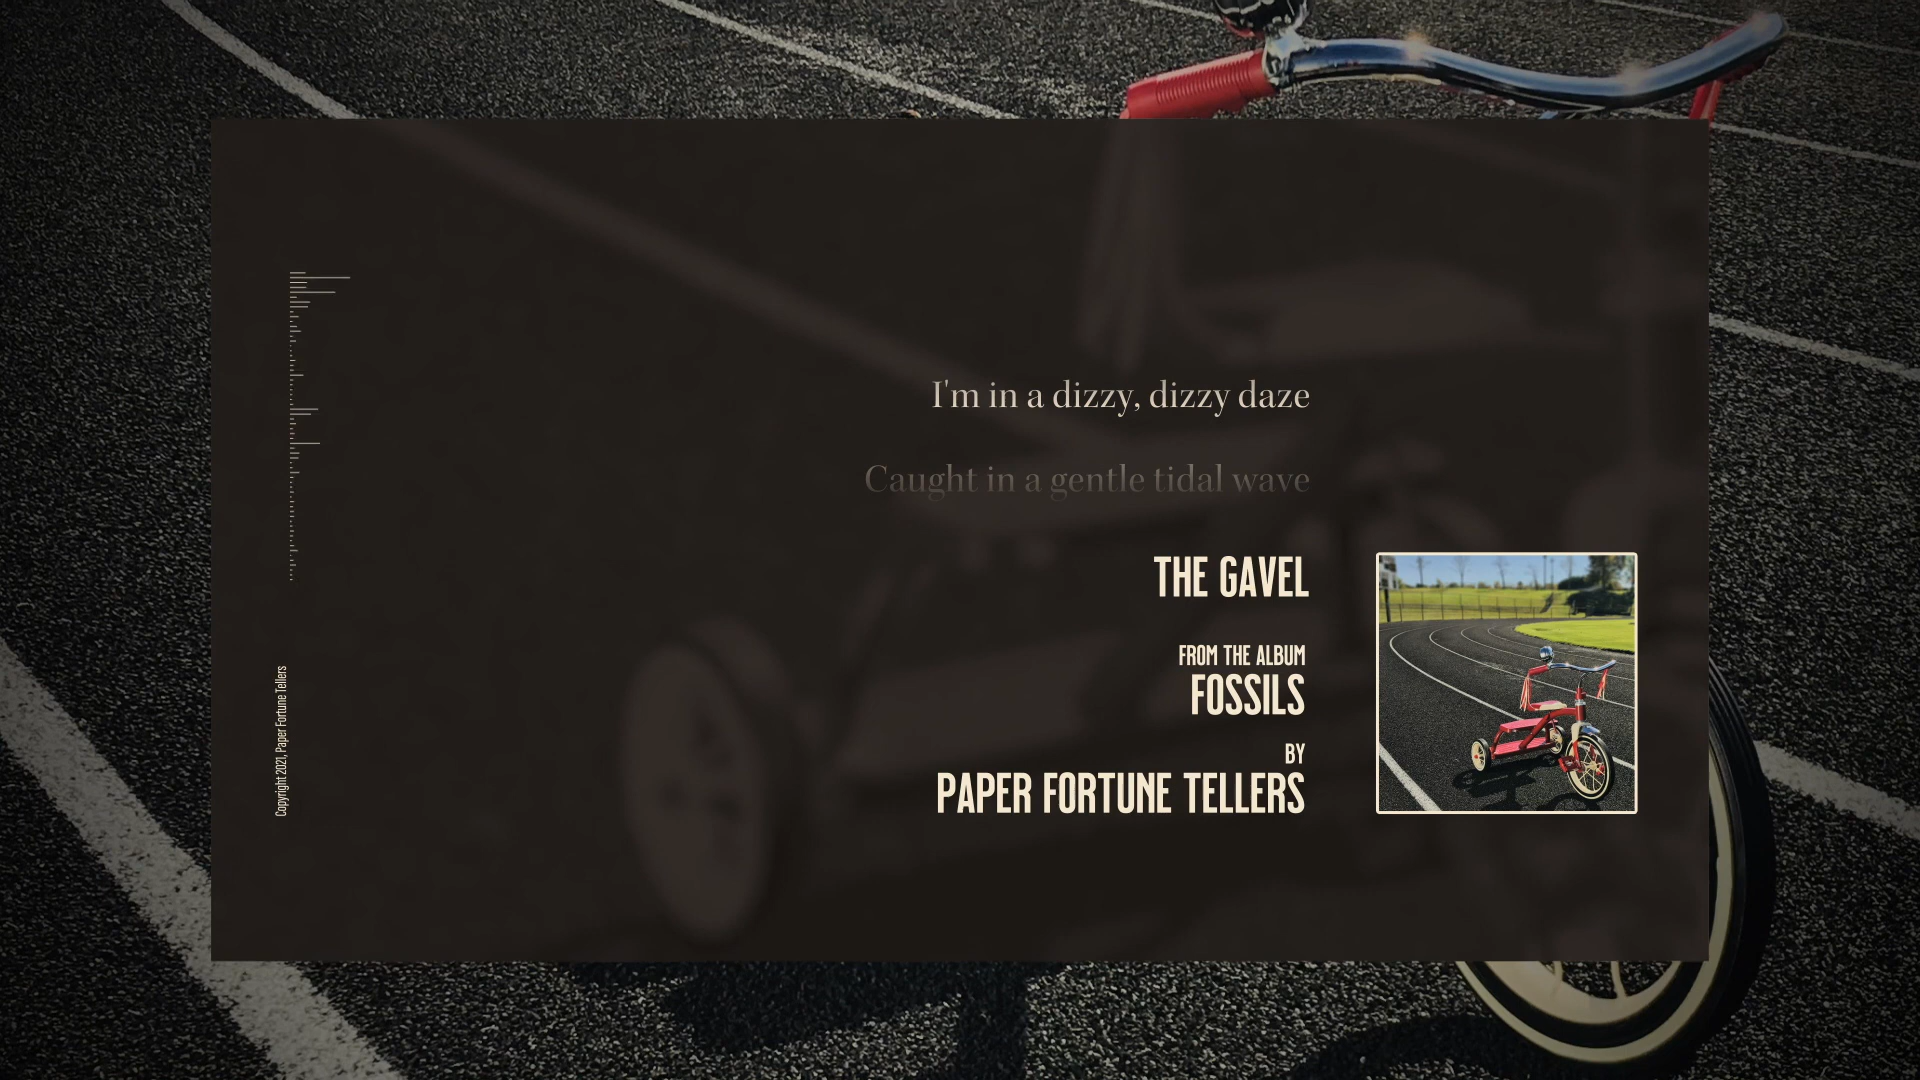 I'm in a dizzy, dizzy daze
Caught in a gentle tidal wave
THE GAVEL
FROM THE ALBUM
FOSSILS
BY
PAPER FORTUNE TELLERS
Copyright 2021, Paper Fortune Tellers